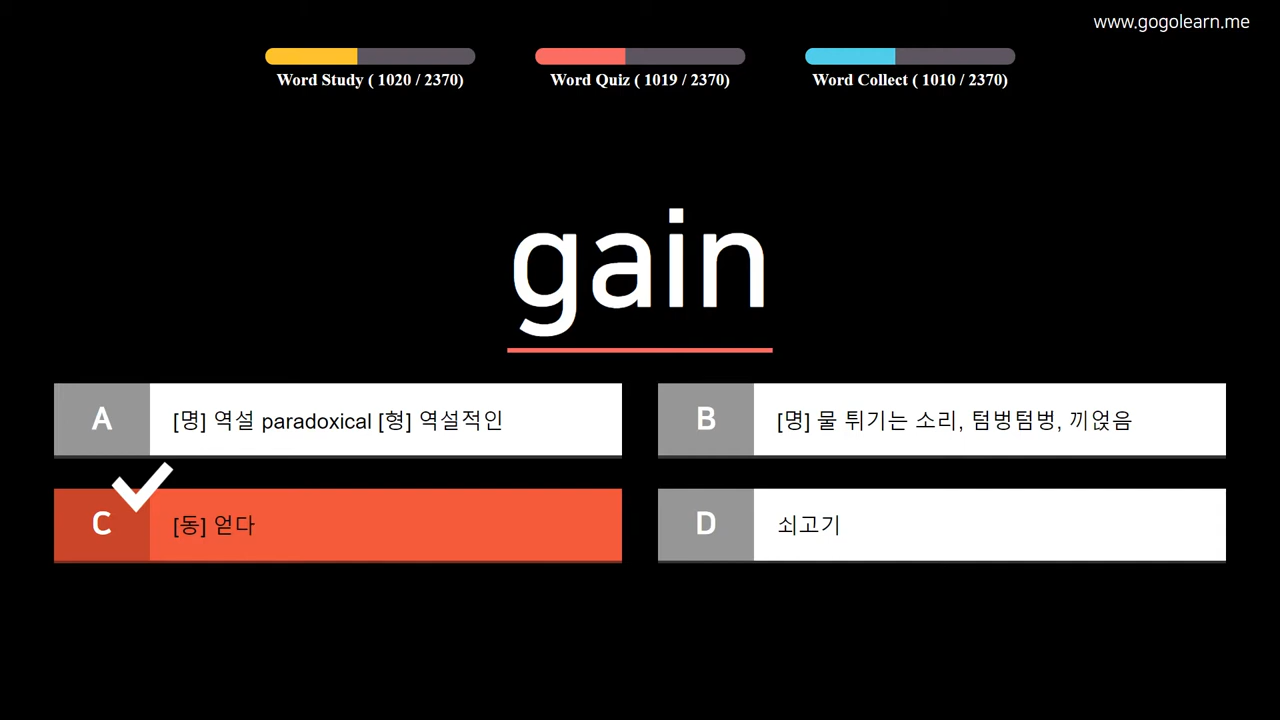 www.gogolearn.me
Word Study ( 1020 / 2370)
Word Quiz ( 1019 / 2370)
Word Collect ( 1010 / 2370)
gain
A [명] 역설 paradoxical [형] 역설적인
B [명] 물 튀기는 소리, 텀벙텀벙, 끼얹음
C [동] 얻다
D 쇠고기